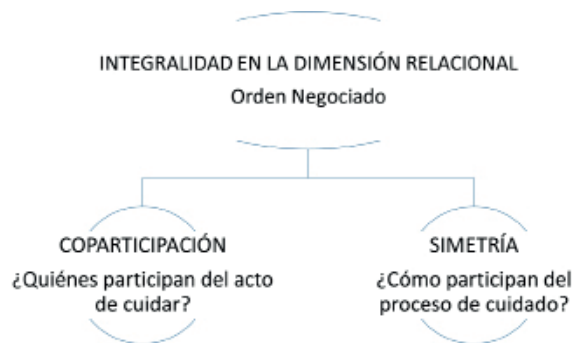 INTEGRALIDAD EN LA DIMENSIÓN RELACIONAL
Orden Negociado
COPARTICIPACIÓN
¿Quiénes participan del acto
de cuidar?
SIMETRÍA
¿Cómo participan del
proceso de cuidado?